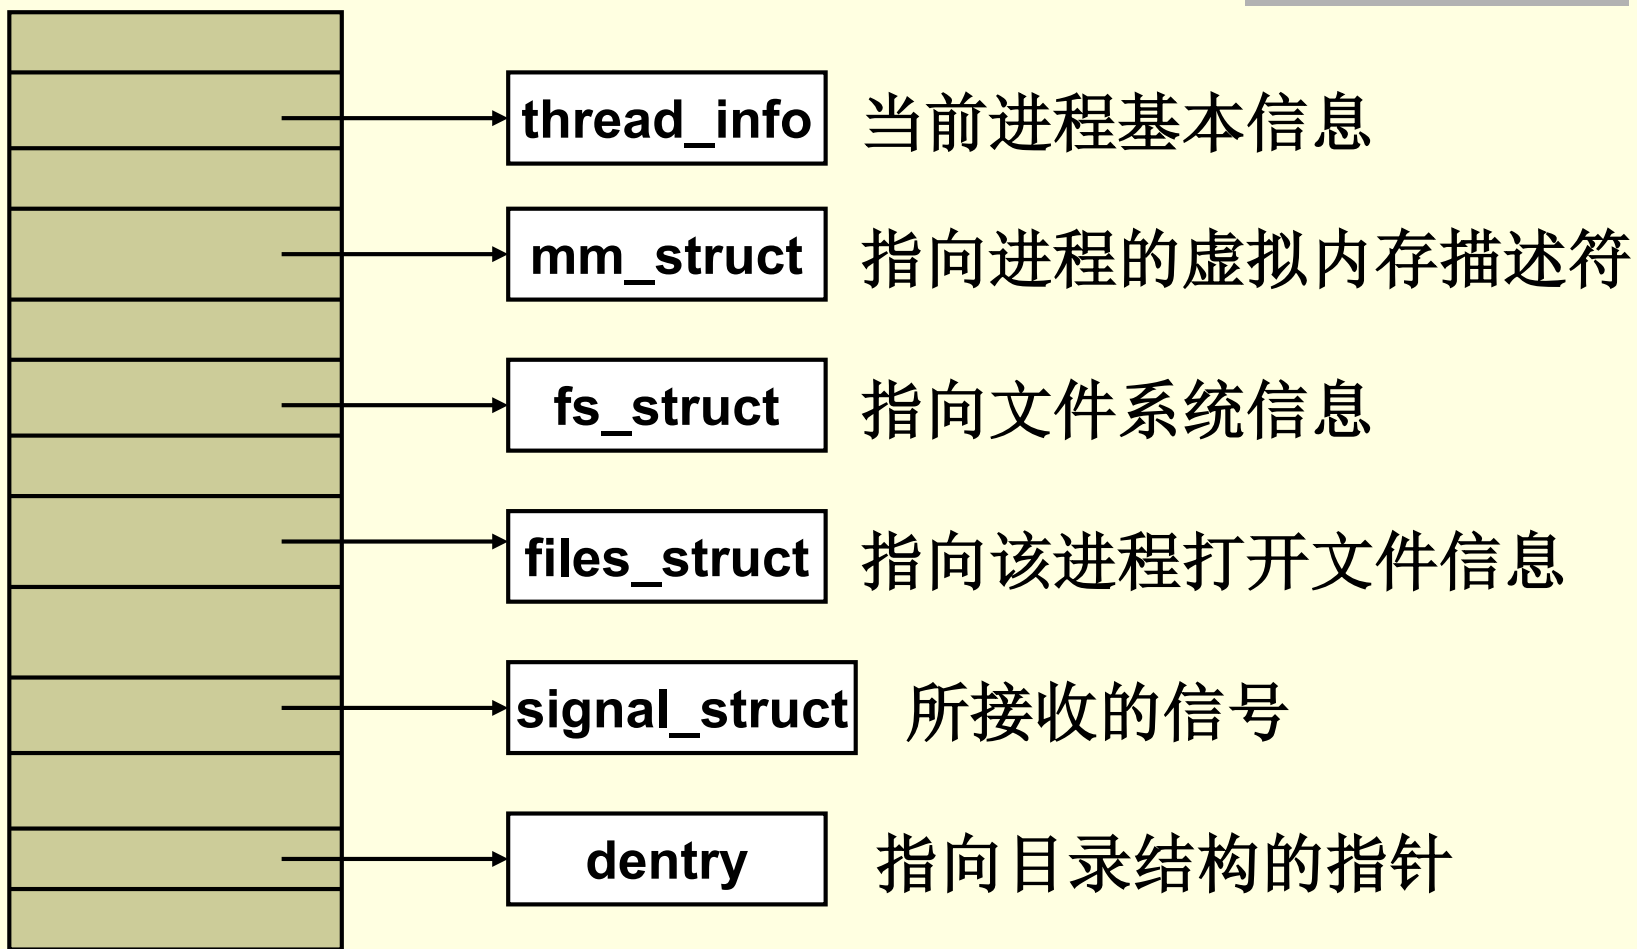 thread_info 当前进程基本信息
mm_struct 指向进程的虚拟内存描述符
fs_struct 指向文件系统信息
files_struct 指向该进程打开文件信息
signal_struct 所接收的信号
dentry 指向目录结构的指针